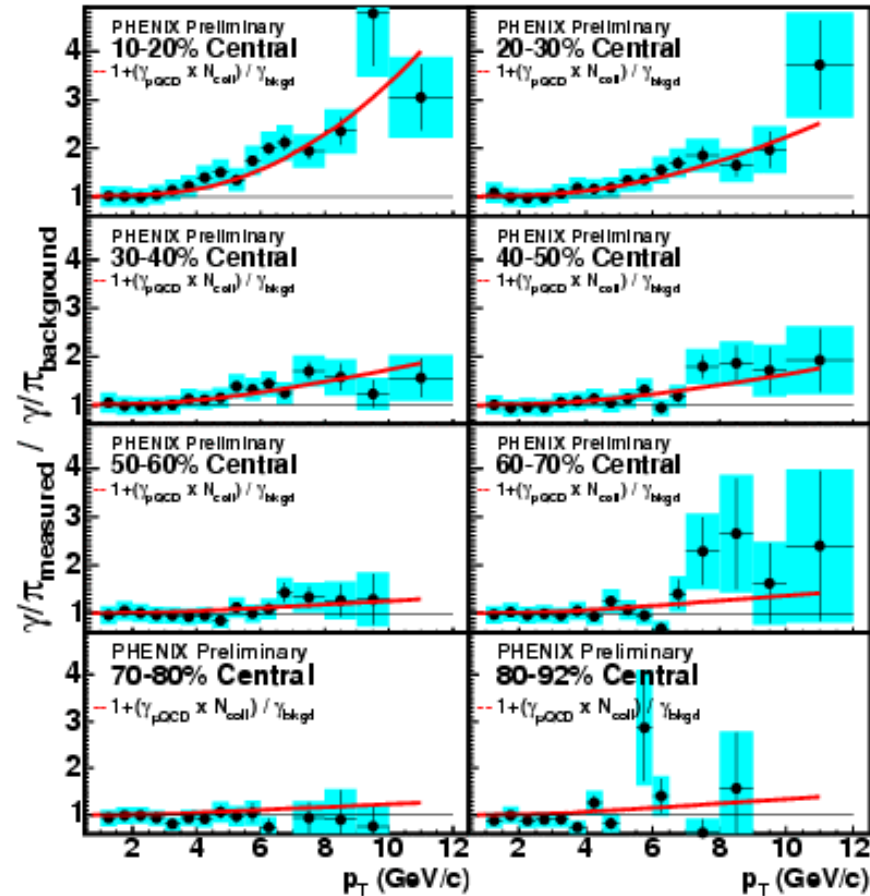 PHENIX Preliminary
10-20% Central
1+(γpQCD x Ncoll) / γbkgd
PHENIX Preliminary
20-30% Central
1+(γpQCD x Ncoll) / γbkgd
4
3
2
1
PHENIX Preliminary
30-40% Central
1+(γpQCD x Ncoll) / γbkgd
PHENIX Preliminary
40-50% Central
1+(γpQCD x Ncoll) / γbkgd
4
3
2
1
PHENIX Preliminary
50-60% Central
1+(γpQCD x Ncoll) / γbkgd
PHENIX Preliminary
60-70% Central
1+(γpQCD x Ncoll) / γbkgd
4
3
2
1
PHENIX Preliminary
70-80% Central
1+(γpQCD x Ncoll) / γbkgd
PHENIX Preliminary
80-92% Central
1+(γpQCD x Ncoll) / γbkgd
4
3
2
1
γ/πmeasured / γ/πbackground
2 4 6 8 10 12
2 4 6 8 10 12
pT (GeV/c)
pT (GeV/c)